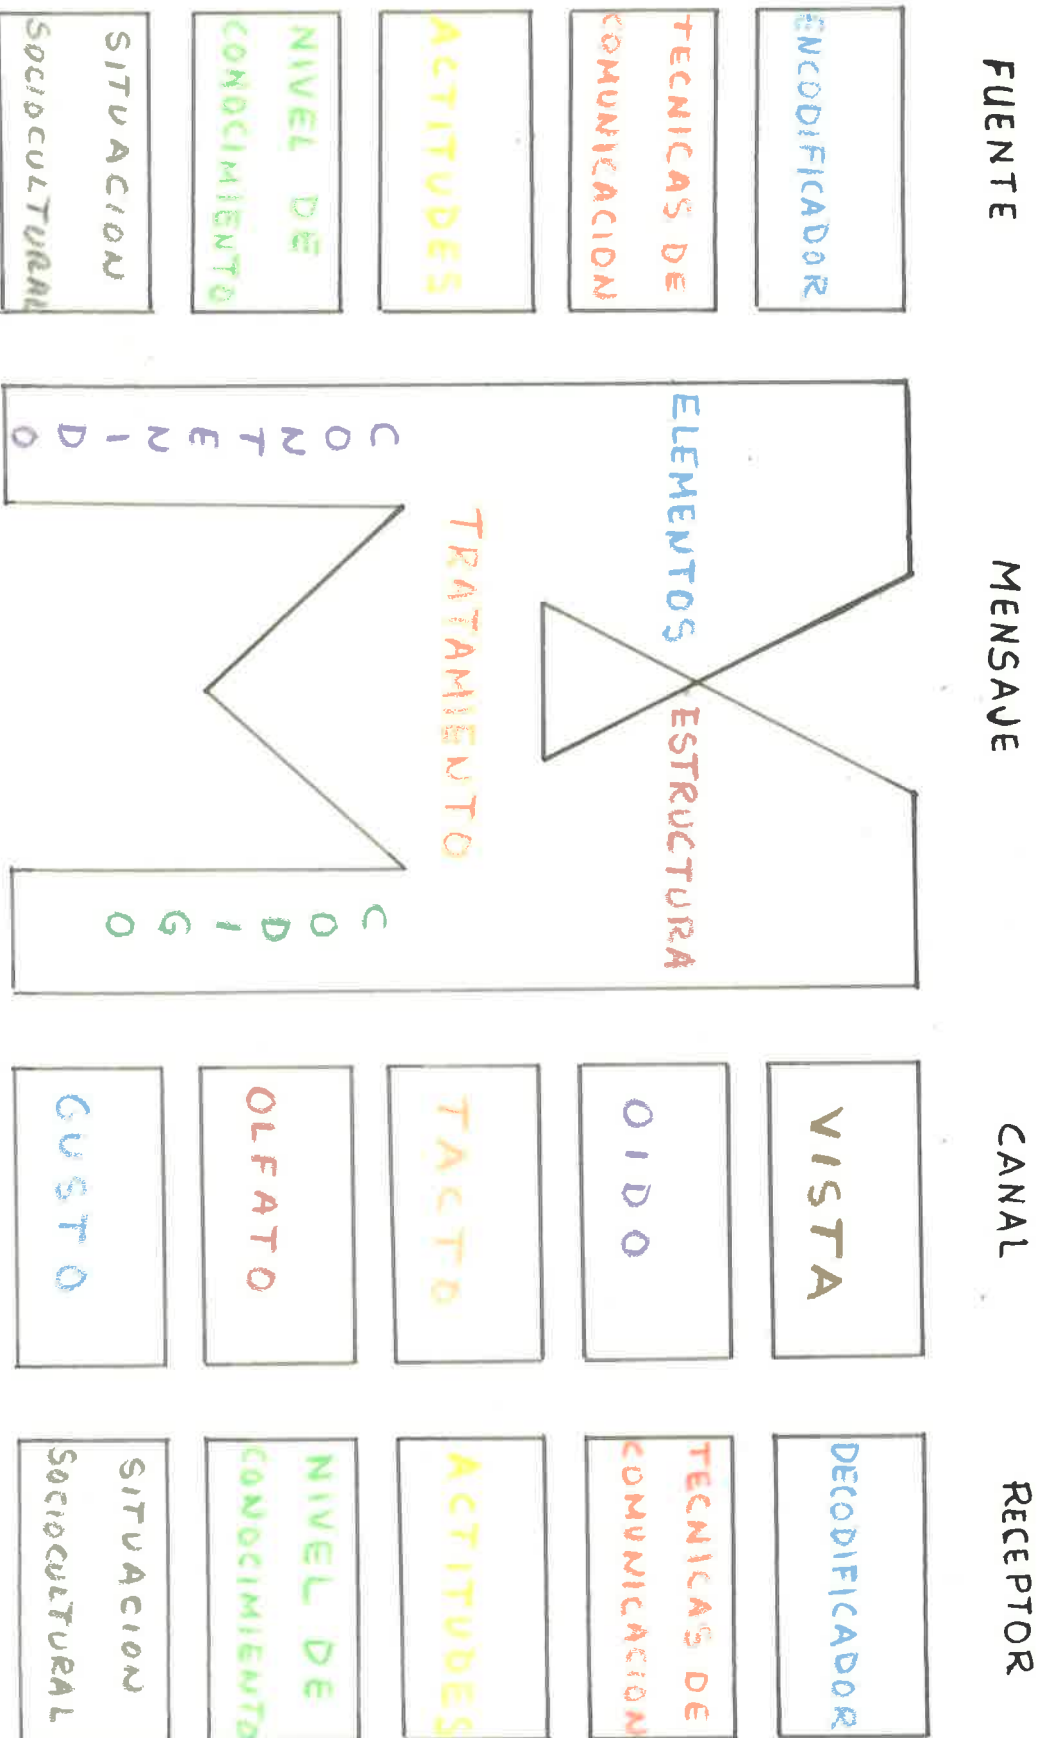 FUENTE
ENCODIFICADOR
TECNICAS DE
COMUNICACION
ACTITUDES
NIVEL DE
CONOCIMIENTO
SITUACION
SOCIOCULTURAL
MENSAJE
ELEMENTOS
ESTRUCTURA
TRATAMIENTO
CONTENIDO
CODIGO
CANAL
VISTA
OIDO
TACTO
OLFATO
GUSTO
RECEPTOR
DECODIFICADOR
TECNICAS DE
COMUNICACION
ACTITUDES
NIVEL DE
CONOCIMIENTO
SITUACION
SOCIOCULTURAL